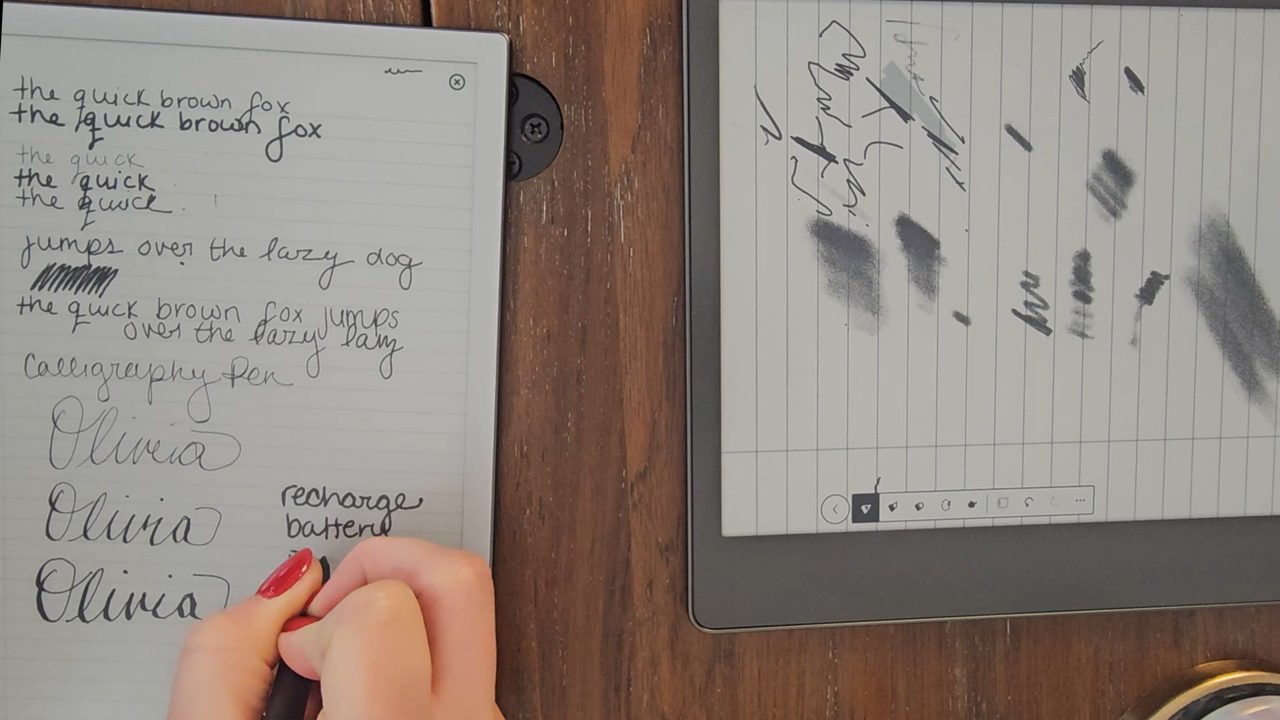 the quick brown fox
the quick brown fox
the quick
the quick
the quick
jumps over the lazy dog
the quick brown fox jumps
over the lazy lazy
Calligraphy Pen
Olivia
Olivia
Olivia
recharge
battery